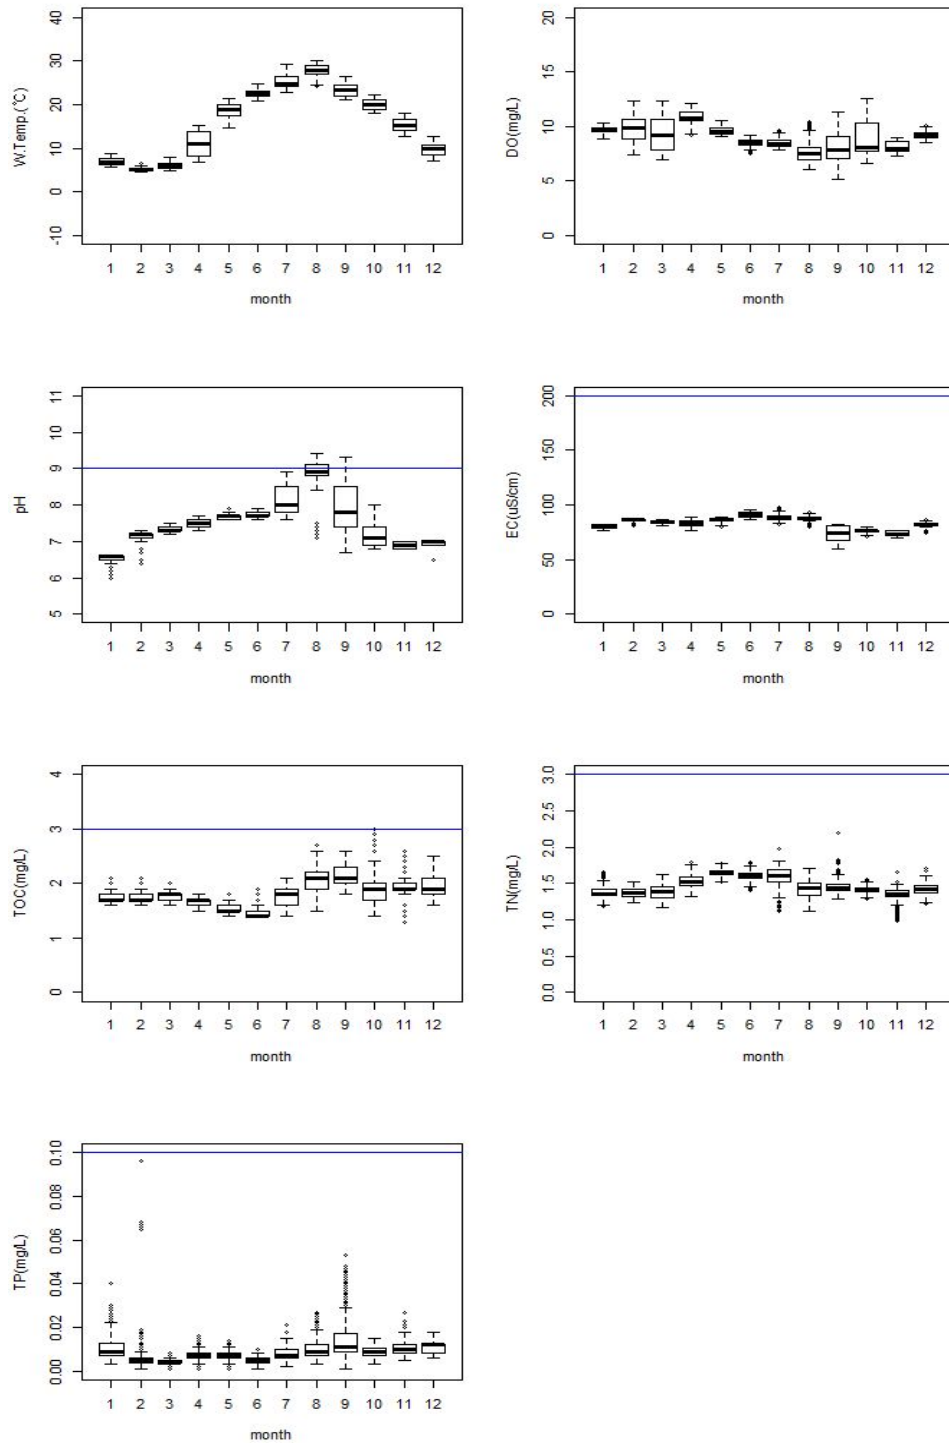 W.Temp.(℃)
40
30
20
10
0
-10
1 2 3 4 5 6 7 8 9 10 11 12
month
DO(mg/L)
20
15
10
5
0
1 2 3 4 5 6 7 8 9 10 11 12
month
pH
11
10
9
8
7
6
5
1 2 3 4 5 6 7 8 9 10 11 12
month
EC(uS/cm)
200
150
100
50
0
1 2 3 4 5 6 7 8 9 10 11 12
month
TOC(mg/L)
4
3
2
1
0
1 2 3 4 5 6 7 8 9 10 11 12
month
TN(mg/L)
3.0
2.5
2.0
1.5
1.0
0.5
0.0
1 2 3 4 5 6 7 8 9 10 11 12
month
TP(mg/L)
0.10
0.08
0.06
0.04
0.02
0.00
1 2 3 4 5 6 7 8 9 10 11 12
month